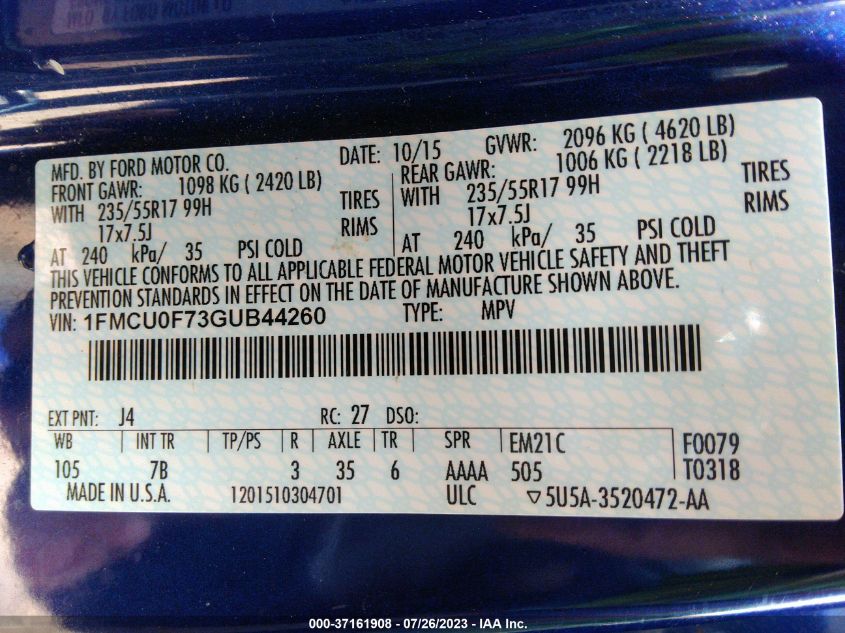 MFD. BY FORD MOTOR CO. DATE: 10/15 GVWR: 2096 KG ( 4620 LB)
FRONT GAWR: 1098 KG ( 2420 LB) REAR GAWR: 1006 KG ( 2218 LB)
WITH 235/55R17 99H TIRES WITH 235/55R17 99H TIRES
17x7.5J RIMS 17x7.5J RIMS
AT 240 kPa/ 35 PSI COLD AT 240 kPa/ 35 PSI COLD
THIS VEHICLE CONFORMS TO ALL APPLICABLE FEDERAL MOTOR VEHICLE SAFETY AND THEFT
PREVENTION STANDARDS IN EFFECT ON THE DATE OF MANUFACTURE SHOWN ABOVE.
VIN: 1FMCU0F73GUB44260 TYPE: MPV
EXT PNT: J4 RC: 27 DSO:
WB INT TR TP/PS R AXLE TR SPR EM21C F0079
105 7B 3 35 6 AAAA 505 T0318
MADE IN U.S.A. 1201510304701 ULC ▽5U5A-3520472-AA
000-37161908 - 07/26/2023 - IAA Inc.